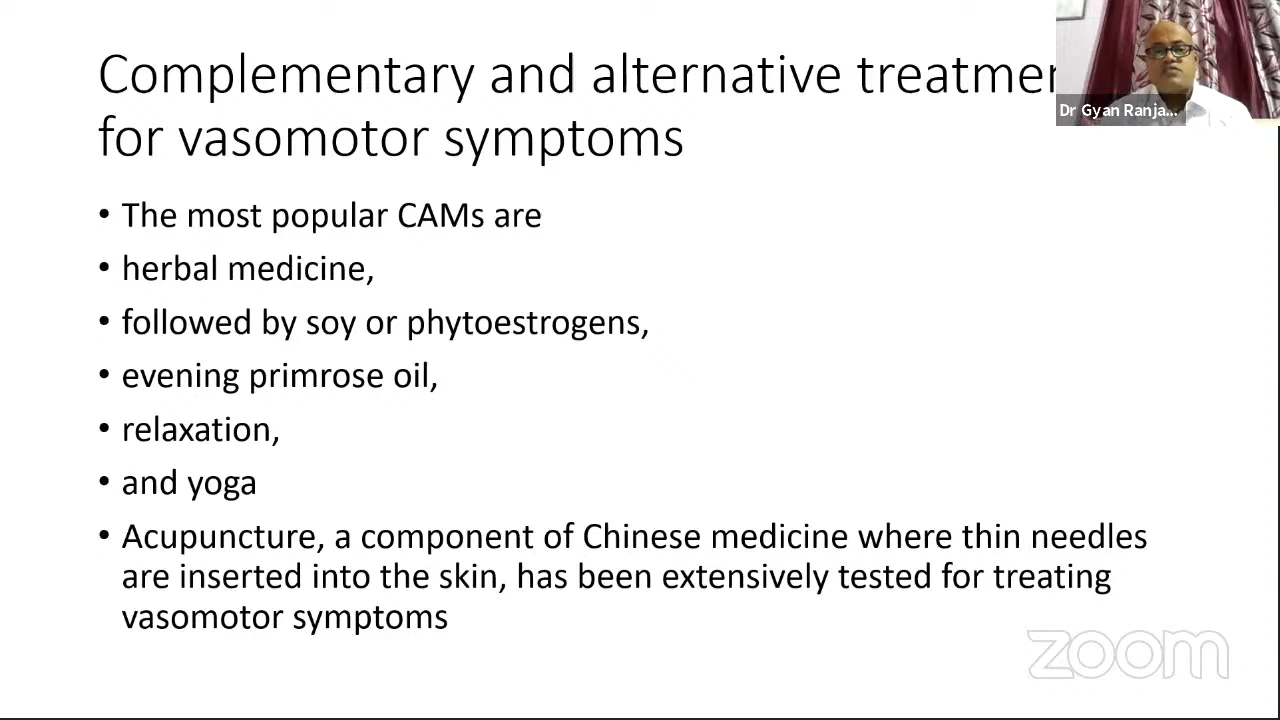 Complementary and alternative
for vasomotor symptoms
• The most popular CAMs are
• herbal medicine,
• followed by soy or phytoestrogens,
• evening primrose oil,
• relaxation,
• and yoga
• Acupuncture, a component of Chinese medicine where thin needles
are inserted into the skin, has been extensively tested for treating
vasomotor symptoms
Dr Gyan Ranja...
zoom